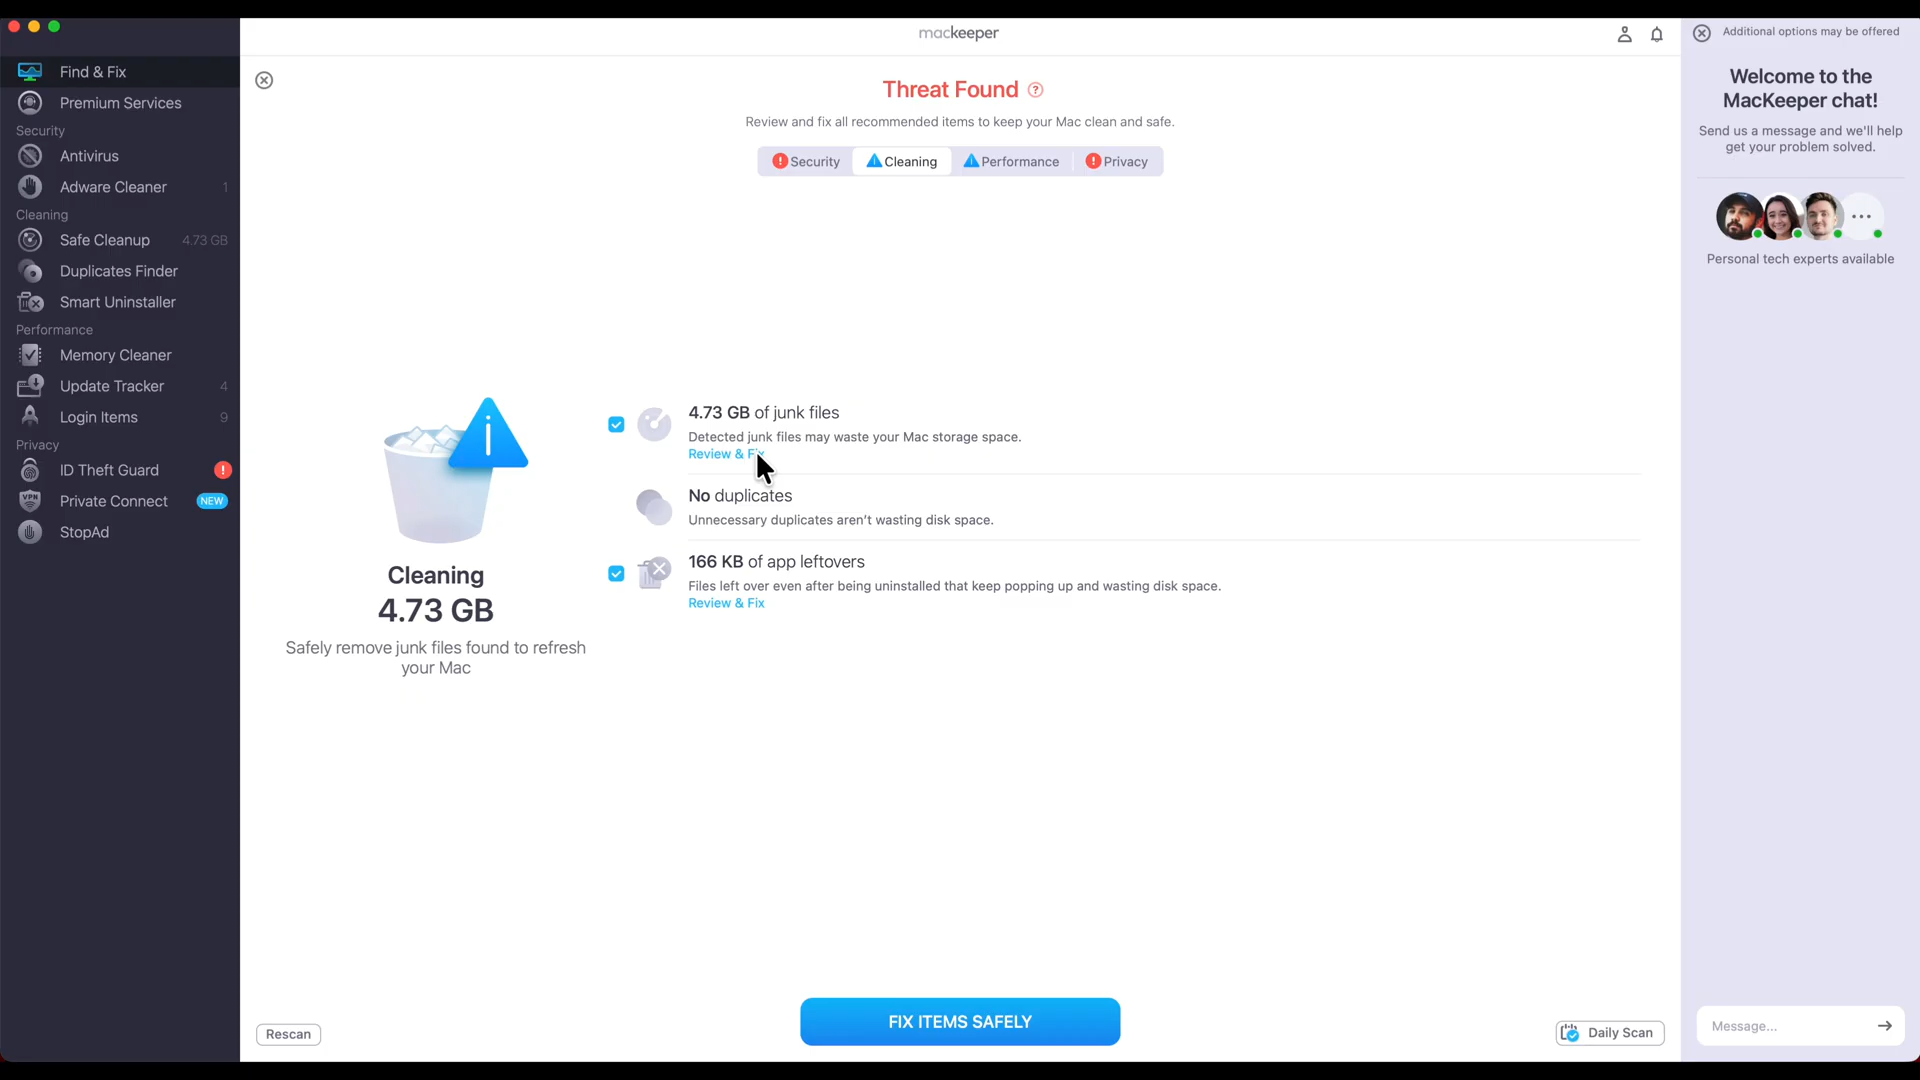 Find & Fix
Premium Services
Security
Antivirus
Adware Cleaner 1
Cleaning
Safe Cleanup 4.73 GB
Duplicates Finder
Smart Uninstaller
Performance
Memory Cleaner
Update Tracker 4
Login Items 9
Privacy
ID Theft Guard !
VPN Private Connect NEW
StopAd
mackeeper
Threat Found ?
Review and fix all recommended items to keep your Mac clean and safe.
! Security Cleaning Performance ! Privacy
Cleaning
4.73 GB
Safely remove junk files found to refresh
your Mac
4.73 GB of junk files
Detected junk files may waste your Mac storage space.
Review & Fix
No duplicates
Unnecessary duplicates aren't wasting disk space.
166 KB of app leftovers
Files left over even after being uninstalled that keep popping up and wasting disk space.
Review & Fix
Rescan
FIX ITEMS SAFELY
Daily Scan
Additional options may be offered
Welcome to the
MacKeeper chat!
Send us a message and we'll help
get your problem solved.
Personal tech experts available
Message...